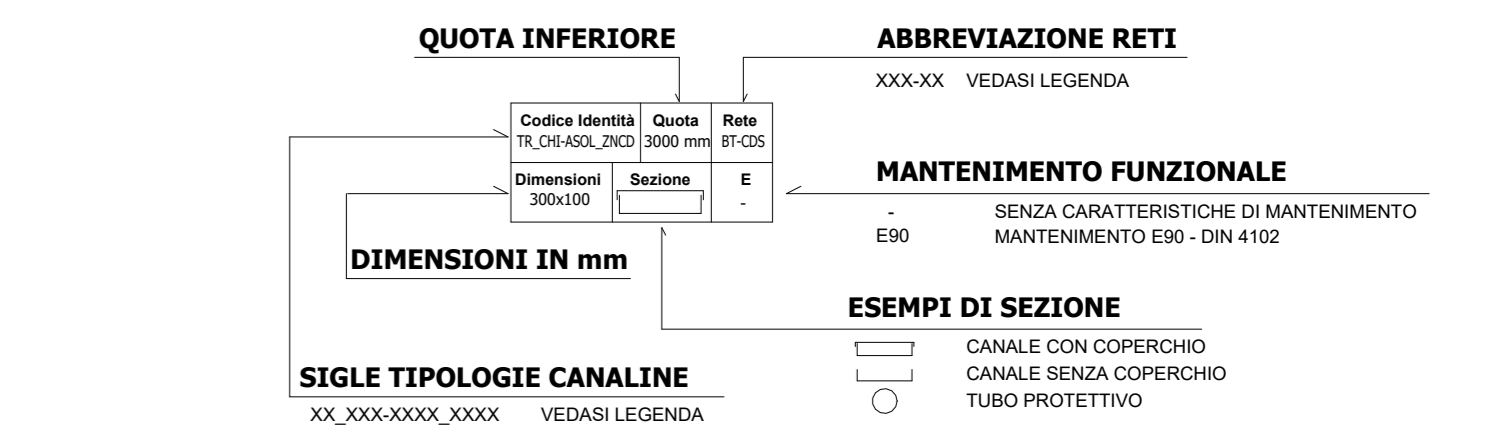 QUOTA INFERIORE
ABBREVIAZIONE RETI
XXX-XX VEDASI LEGENDA
Codice Identità Quota Rete
TR_CHI-ASOL_ZNCD 3000 mm BT-CDS
Dimensioni Sezione E
300x100 -
MANTENIMENTO FUNZIONALE
- SENZA CARATTERISTICHE DI MANTENIMENTO
E90 MANTENIMENTO E90 - DIN 4102
DIMENSIONI IN mm
ESEMPI DI SEZIONE
CANALE CON COPERCHIO
CANALE SENZA COPERCHIO
TUBO PROTETTIVO
SIGLE TIPOLOGIE CANALINE
XX_XXX-XXXX_XXXX VEDASI LEGENDA